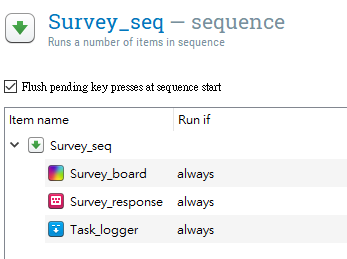 Survey_seq — sequence
Runs a number of items in sequence
Flush pending key presses at sequence start
Item name Run if
Survey_seq
Survey_board always
Survey_response always
Task_logger always